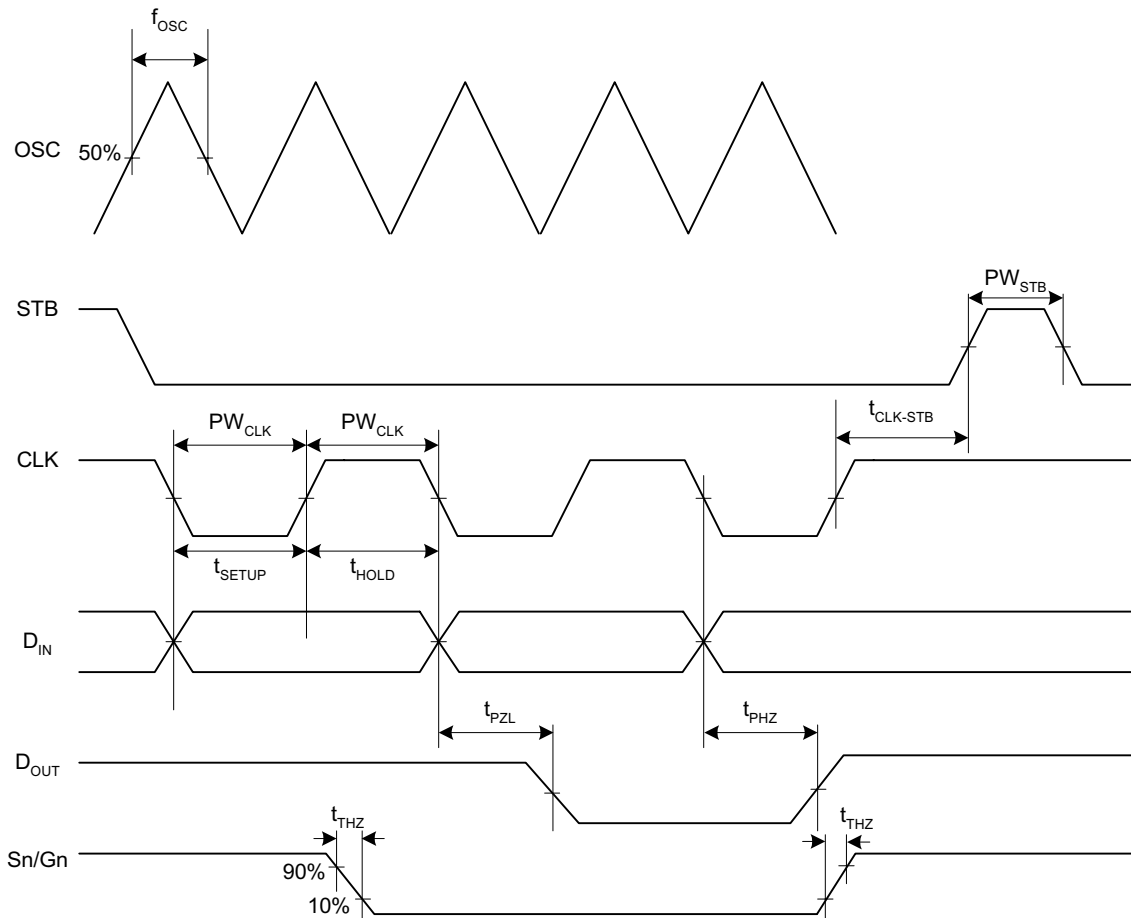 fOSC
OSC
50%
PWSTB
STB
tCLK-STB
PWCLK
PWCLK
CLK
tSETUP
tHOLD
DIN
tPZL
tPHZ
DOUT
tTHZ
tTHZ
Sn/Gn
90%
10%